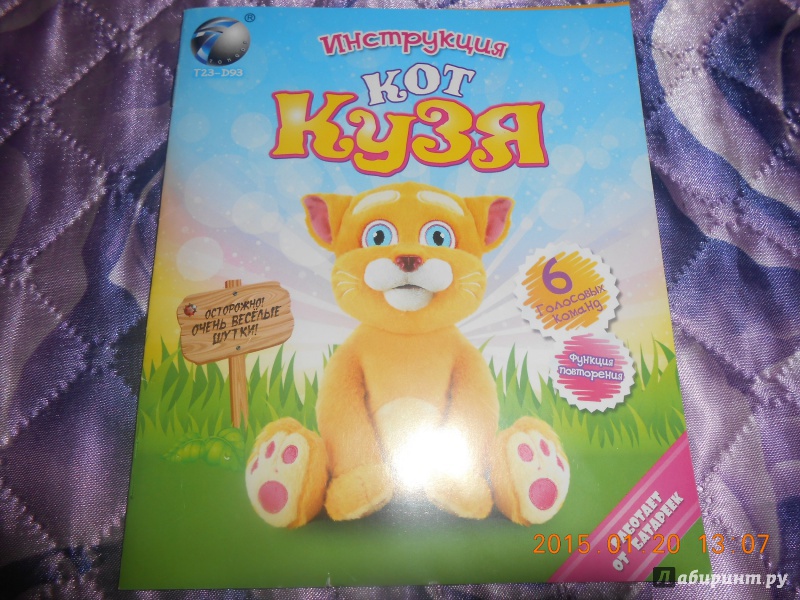 Инструкция
T23-D93
кот
Кузя
6
Голосовых
команд
Функция
повторения
ОСТОРОЖНО!
ОЧЕНЬ ВЕСЁЛЫЕ
ШУТКИ!
РАБОТАЕТ
ОТ БАТАРЕЕК
2015 01 20 13:07
Лабиринт.ру